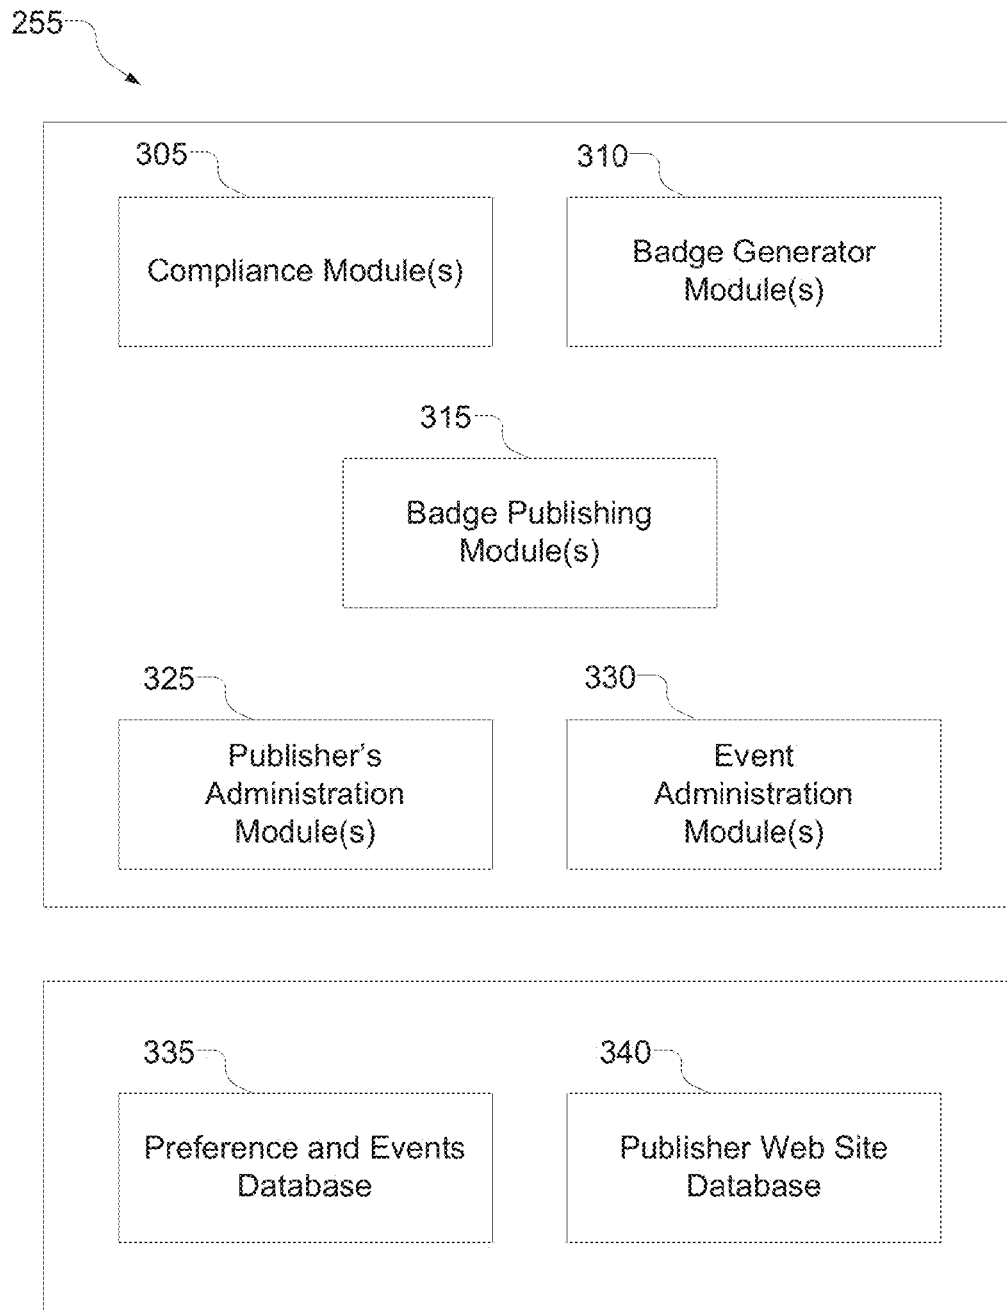 255
305
310
Compliance Module(s)
Badge Generator
Module(s)
315
Badge Publishing
Module(s)
325
330
Publisher's
Administration
Module(s)
Event
Administration
Module(s)
335
340
Preference and Events
Database
Publisher Web Site
Database